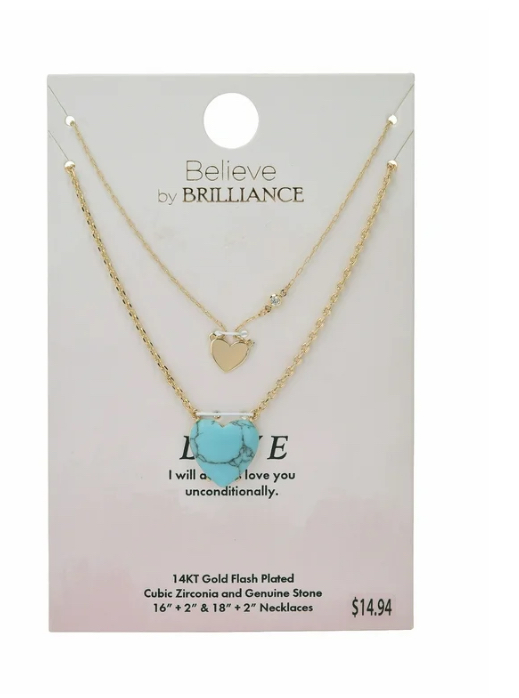 Believe
by BRILLIANCE
L E
I will a love you
unconditionally.
14KT Gold Flash Plated
Cubic Zirconia and Genuine Stone
16" + 2" & 18" + 2" Necklaces
$14.94